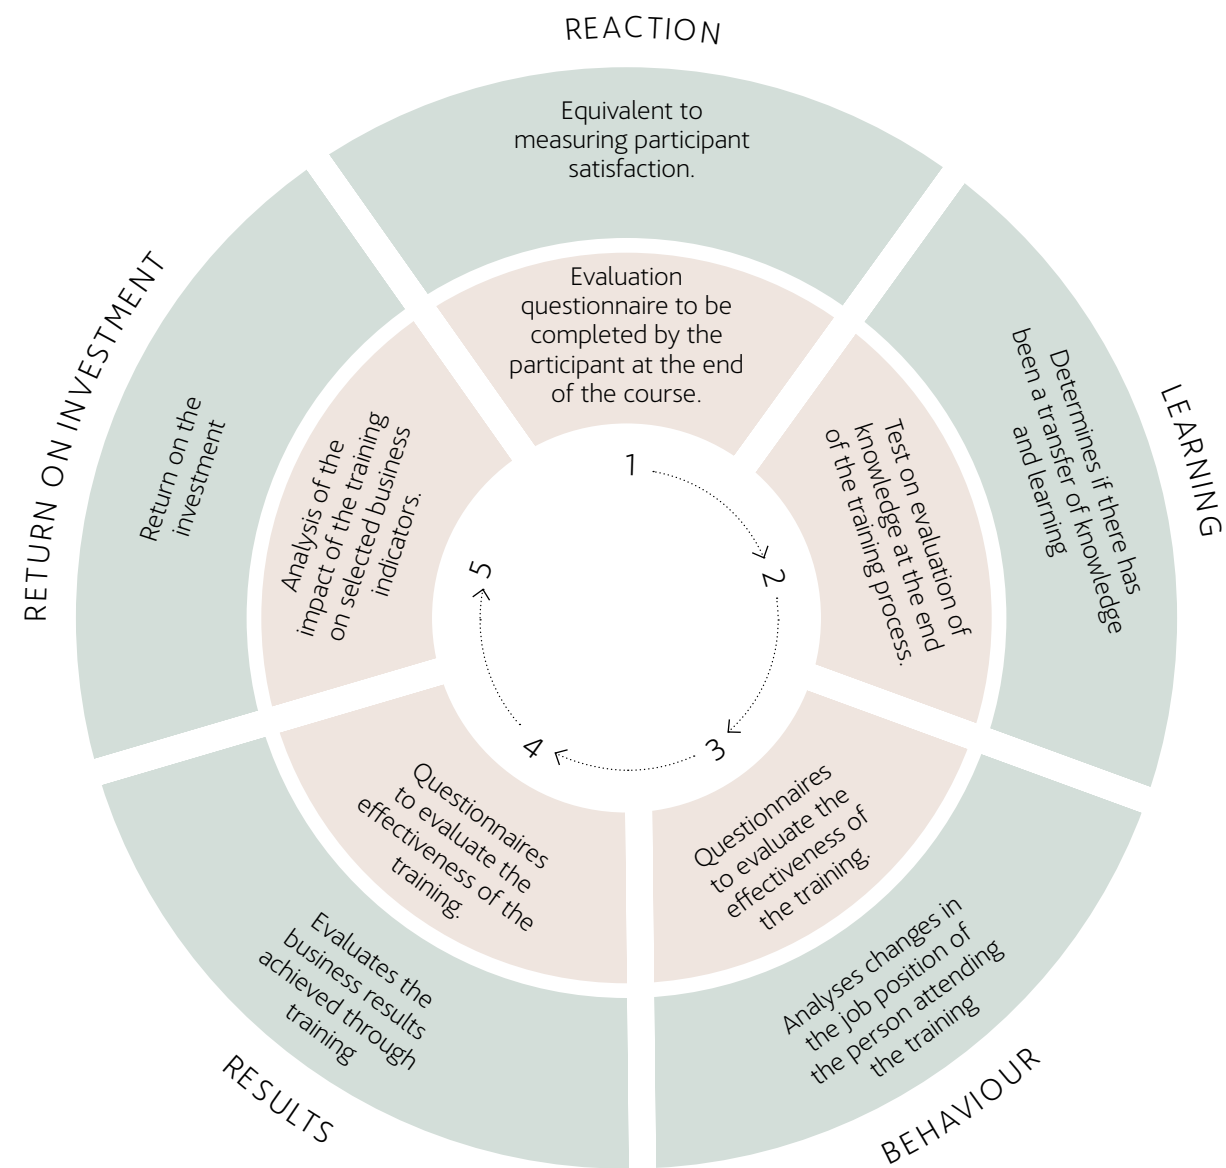 REACTION
Equivalent to
measuring participant
satisfaction.
Evaluation
questionnaire to be
completed by the
participant at the end
of the course.
1
LEARNING
Determines if there has
been a transfer of knowledge
and learning
Test on evaluation of
knowledge at the end
of the training process.
2
BEHAVIOUR
Analyses changes in
the job position of
the person attending
the training
Questionnaires
to evaluate the
effectiveness of
the training.
3
RESULTS
Evaluates the
business results
achieved through
training
Questionnaires
to evaluate the
effectiveness of the
training.
4
RETURN ON INVESTMENT
Return on the
investment
Analysis of the
impact of the training
on selected business
indicators.
5